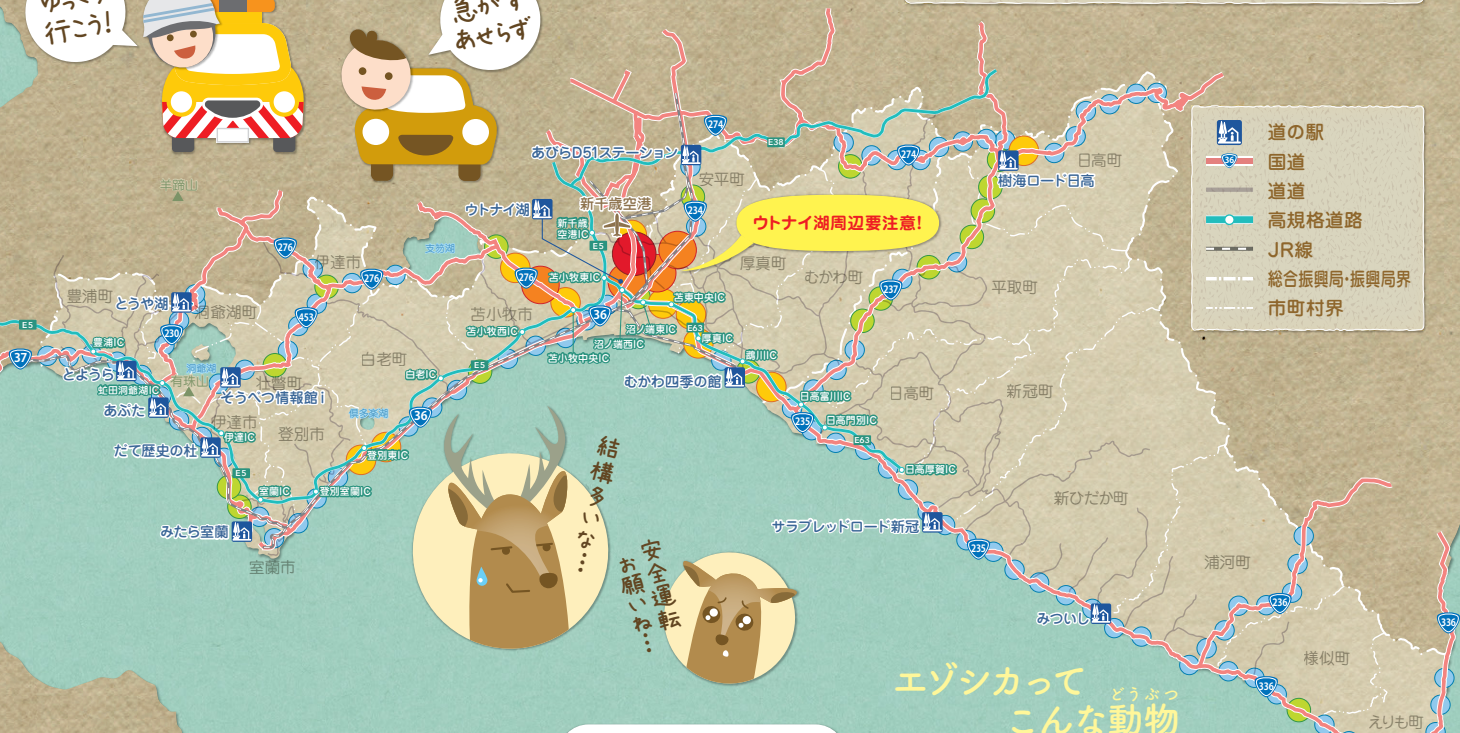 行こう!
急がず
あせらず
羊蹄山
道の駅
36
国道
道道
高規格道路
JR線
総合振興局・振興局界
市町村界
274
E38
274
あびらD51ステーション
安平町
樹海ロード日高
日高町
ウトナイ湖
新千歳空港
新千歳
空港IC
E5
234
ウトナイ湖周辺要注意!
276
支笏湖
伊達市
276
276
苫小牧東IC
厚真町
むかわ町
237
平取町
豊浦町
とうや湖
洞爺湖町
453
苫小牧市
36
苫東中央IC
E5
230
苫小牧西IC
沼ノ端東IC
E63
厚真IC
沼ノ端西IC
苫小牧中央IC
37
豊浦IC
とようら
洞爺湖
有珠山
壮瞥町
白老町
E5
白老IC
鵡川IC
むかわ四季の館
虻田洞爺湖IC
そうべつ情報館i
日高富川IC
日高町
新冠町
あぷた
伊達市
伊達IC
登別市
倶多楽湖
36
235
日高門別IC
E63
だて歴史の杜
登別東IC
日高厚賀IC
E5
室蘭IC
登別室蘭IC
新ひだか町
みたら室蘭
室蘭市
サラブレッドロード新冠
235
結構多いな…
安全運転
お願いね…
浦河町
236
みついし
336
様似町
336
えりも町
エゾシカって
どうぶつ
こんな動物